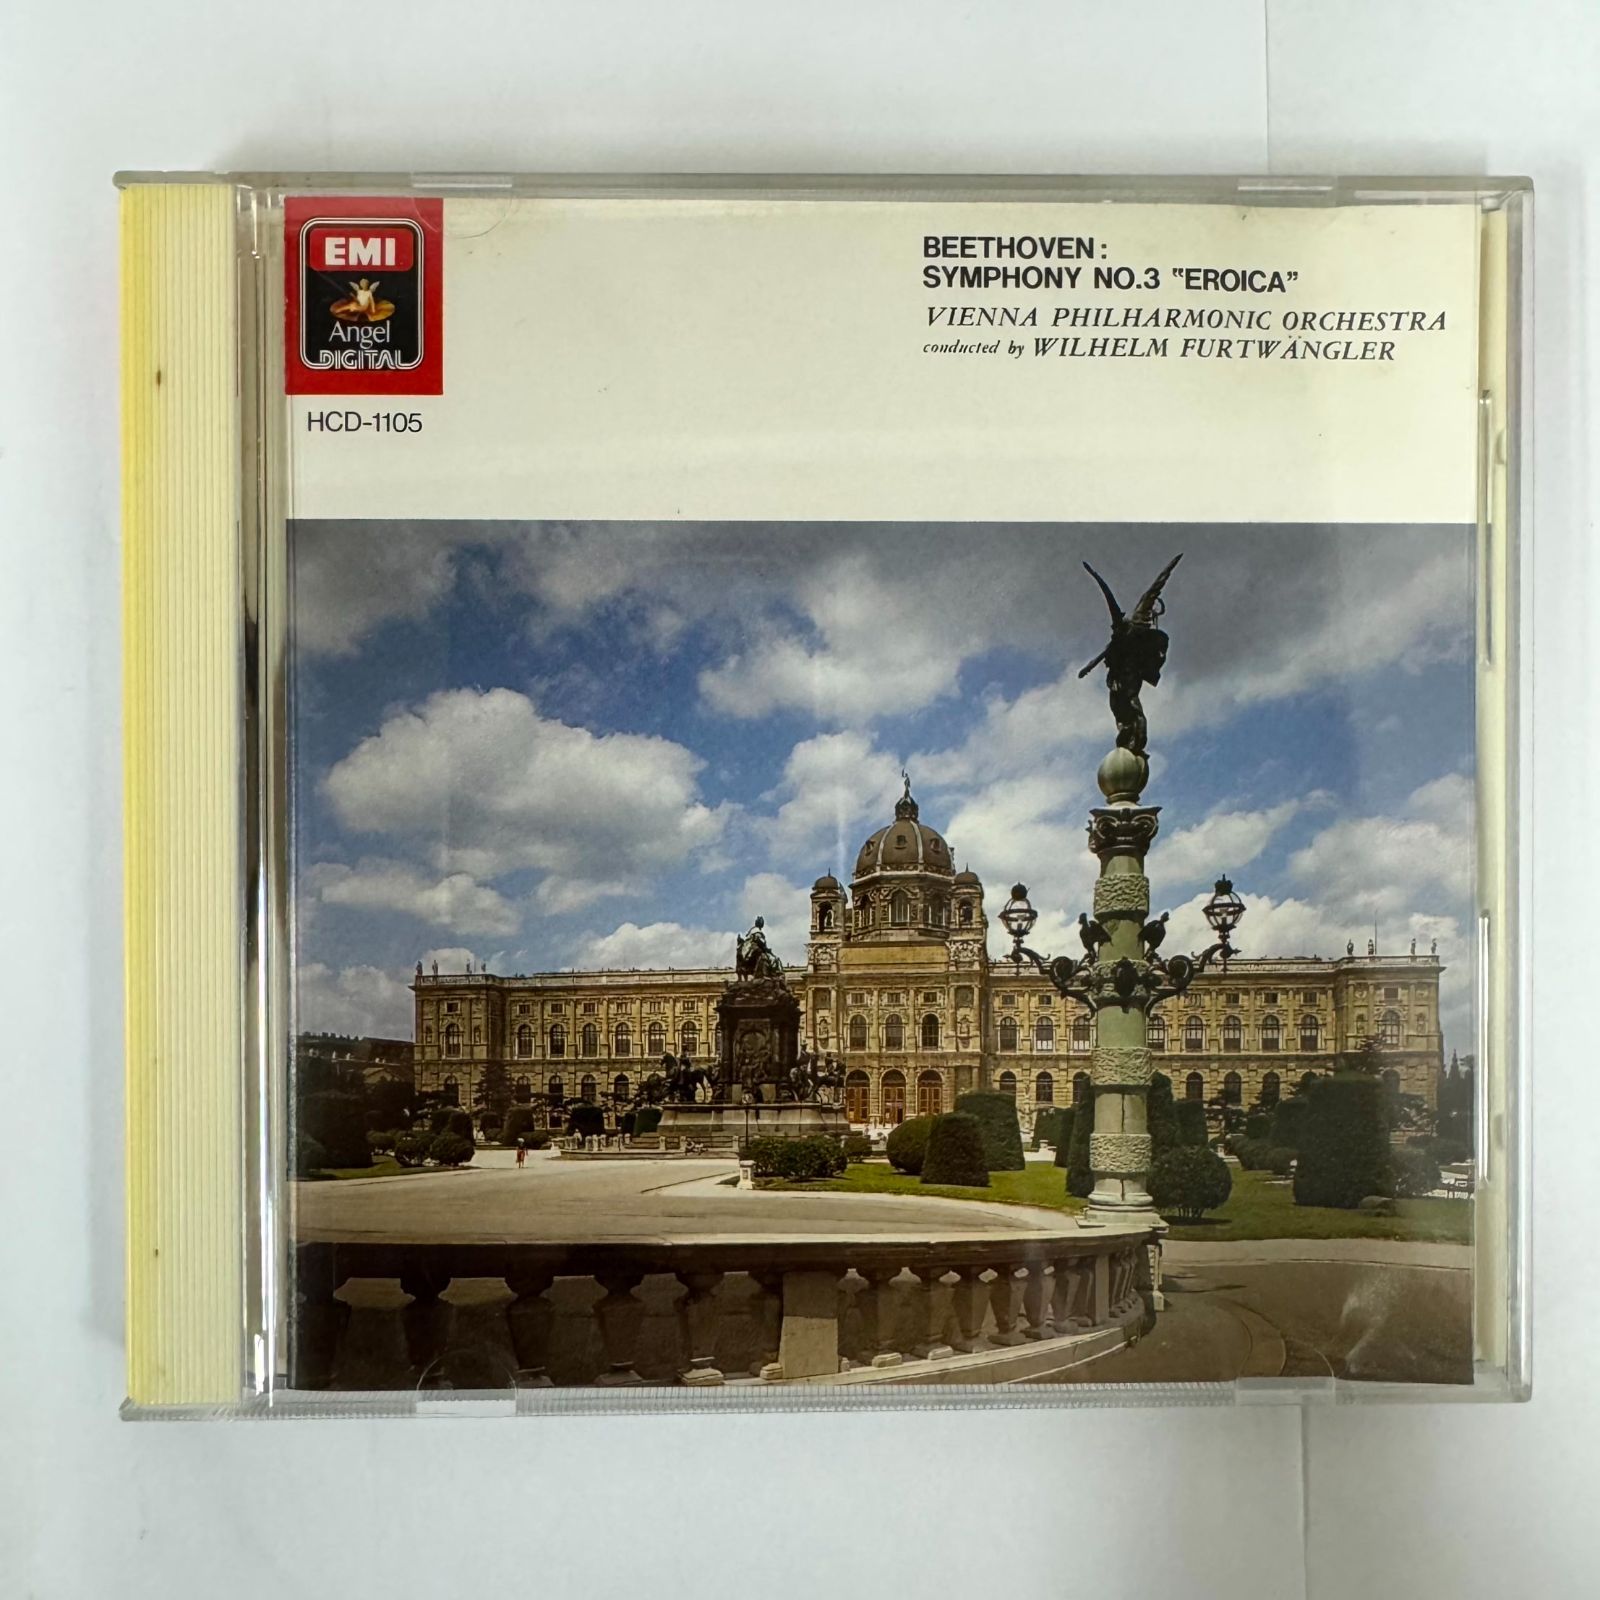 EMI
Angel
DIGITAL
HCD-1105
BEETHOVEN:
SYMPHONY NO.3 "EROICA"
VIENNA PHILHARMONIC ORCHESTRA
conducted by WILHELM FURTWÄNGLER